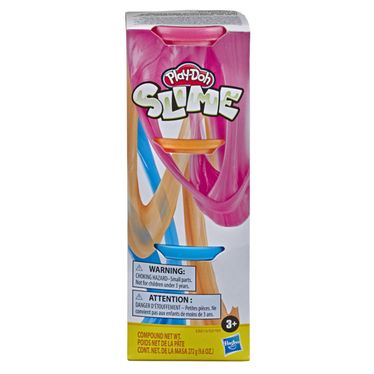 Play-Doh
SLIME
WARNING:
CHOKING HAZARD–Small parts.
Not for children under 3 years.
ATTENTION :
DANGER D'ÉTOUFFEMENT – Petites pièces. Ne
convient pas aux enfants de moins de 3 ans.
3+
COMPOUND NET WT.
POIDS NET DE LA PÂTE
CONT. NET. DE LA MASA 272 g (9.6 OZ.)
Hasbro